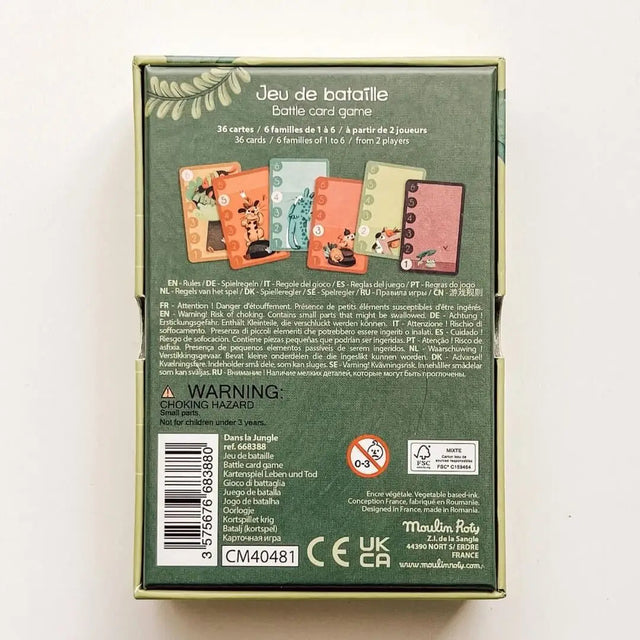 Jeu de bataille
Battle card game
36 cartes / 6 familles de 1 à 6 / à partir de 2 joueurs
36 cards / 6 families of 1 to 6 / from 2 players
EN - Rules / DE - Spielregeln / IT - Regole del gioco / ES - Reglas del juego / PT - Regras do jogo
NL - Regels van het spel / DK - Spilleregler / SE - Spelregler / RU - Правила игры / CN - 游戏规则
FR - Attention ! Danger d'étouffement. Présence de petits éléments susceptibles d'être ingérés.
EN - Warning! Risk of choking. Contains small parts that might be swallowed. DE - Achtung !
Erstickungsgefahr. Enthält Kleinteile, die verschluckt werden können. IT - Attenzione ! Rischio di
soffocamento. Presenza di piccoli elementi che potrebbero essere ingeriti o inalati. ES - Cuidado !
Riesgo de sofocación. Contiene piezas pequeñas que podrían ser ingeridas. PT - Atenção ! Risco de
asfixia. Presença de pequenos elementos passíveis de serem ingeridos. NL - Waarschuwing !
Verstikkingsgevaar. Bevat kleine onderdelen die die ingeslikt kunnen worden. DK - Advarsel!
Kvælningsfare. Indeholder små dele, som kan sluges. SE - Varning! Kvävningsrisk. Innehåller smådelar
som kan sväljas. RU - Внимание ! Наличие мелких деталей, которые могут быть проглочены.
WARNING:
CHOKING HAZARD
Small parts.
Not for children under 3 years.
Dans la Jungle
ref. 668388
Jeu de bataille
Battle card game
Kartenspiel Leben und Tod
Gioco di battaglia
Juego de batalla
Jogo de batalha
Oorlogje
Kortspillet krig
Batalj (kortspel)
Карточная игра
3 575676 683880
CM40481
0-3
FSC
www.fsc.org
MIXTE
Carton issu de
sources responsables
FSC® C159464
Encre végétale. Vegetable based-ink.
Conception France, fabriqué en Roumanie.
Designed in France, made in Romania.
CE
UK
CA
Moulin Roty
Z.I. de la Sangle
44390 NORT S/ ERDRE
FRANCE
www.moulinroty.com